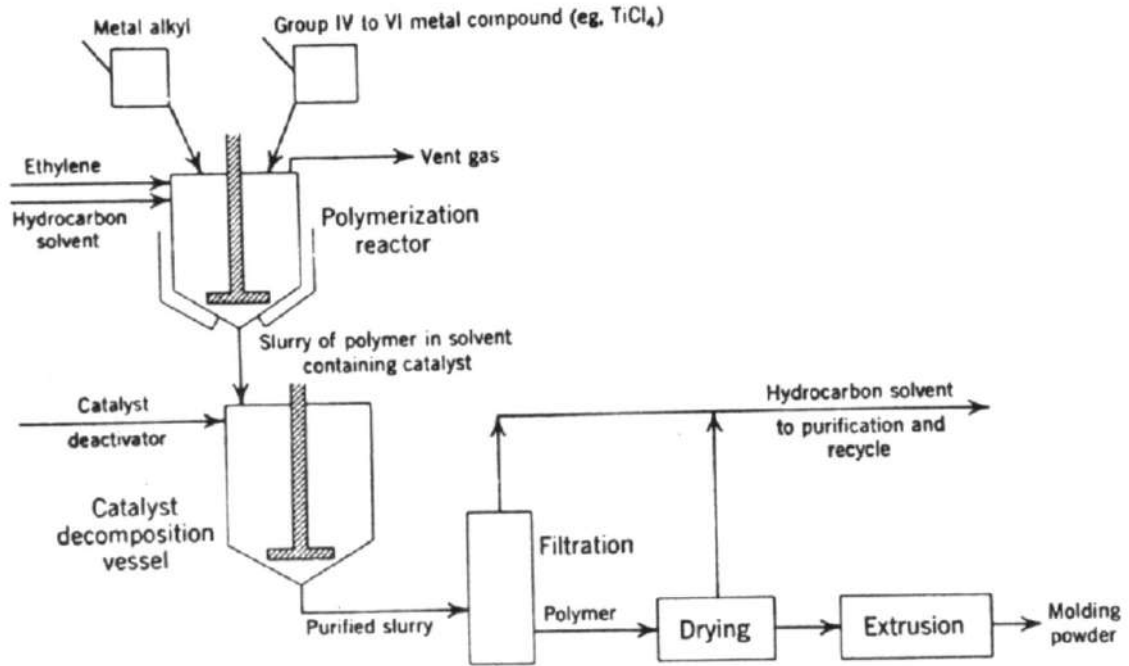 Metal alkyl
Group IV to VI metal compound (eg, TiCl₄)
Vent gas
Ethylene
Hydrocarbon
solvent
Polymerization
reactor
Slurry of polymer in solvent
containing catalyst
Catalyst
deactivator
Hydrocarbon solvent
to purification and
recycle
Catalyst
decomposition
vessel
Filtration
Purified slurry
Polymer
Drying
Extrusion
Molding
powder